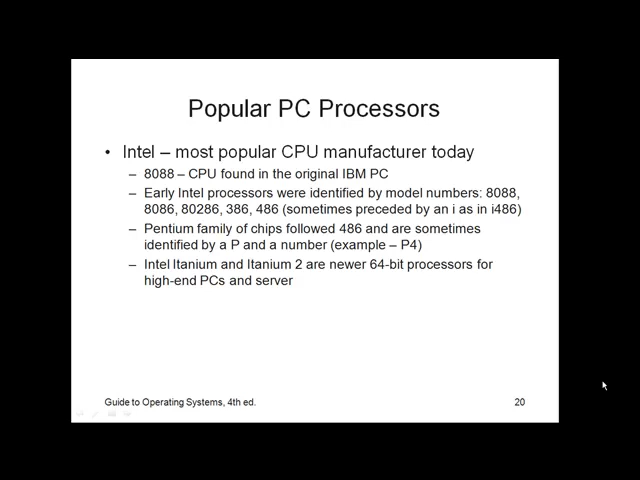 Popular PC Processors
• Intel – most popular CPU manufacturer today
– 8088 – CPU found in the original IBM PC
– Early Intel processors were identified by model numbers: 8088,
8086, 80286, 386, 486 (sometimes preceded by an i as in i486)
– Pentium family of chips followed 486 and are sometimes
identified by a P and a number (example – P4)
– Intel Itanium and Itanium 2 are newer 64-bit processors for
high-end PCs and server
Guide to Operating Systems, 4th ed.
20